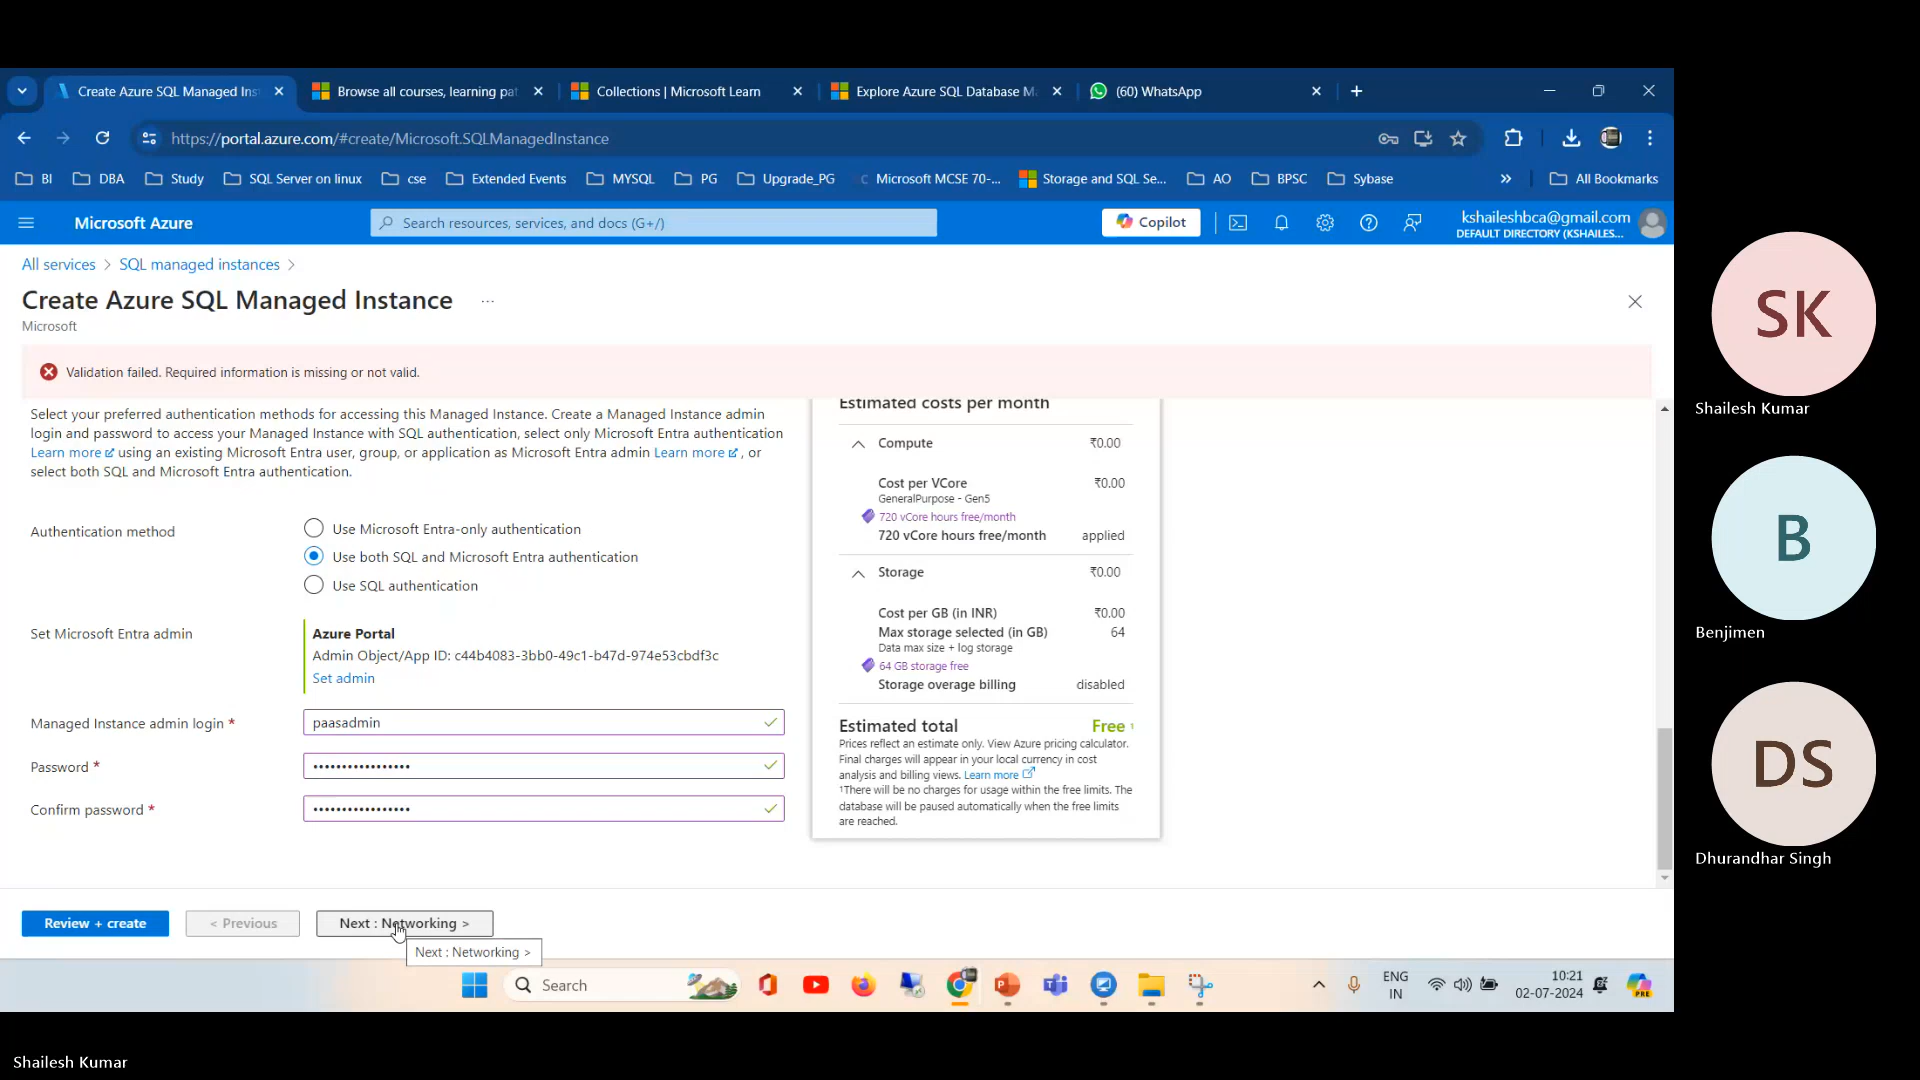 Create Azure SQL Managed Ins
Browse all courses, learning pat
Collections | Microsoft Learn
Explore Azure SQL Database Ma
(60) WhatsApp
https://portal.azure.com/#create/Microsoft.SQLManagedInstance
BI
DBA
Study
SQL Server on linux
cse
Extended Events
MYSQL
PG
Upgrade_PG
Microsoft MCSE 70-...
Storage and SQL Se...
AO
BPSC
Sybase
»
All Bookmarks
Microsoft Azure
Search resources, services, and docs (G+/)
Copilot
kshaileshbca@gmail.com
DEFAULT DIRECTORY (KSHAILES...
All services > SQL managed instances >
Create Azure SQL Managed Instance ...
Microsoft
Validation failed. Required information is missing or not valid.
Select your preferred authentication methods for accessing this Managed Instance. Create a Managed Instance admin
login and password to access your Managed Instance with SQL authentication, select only Microsoft Entra authentication
Learn more using an existing Microsoft Entra user, group, or application as Microsoft Entra admin Learn more , or
select both SQL and Microsoft Entra authentication.
Authentication method
Use Microsoft Entra-only authentication
Use both SQL and Microsoft Entra authentication
Use SQL authentication
Set Microsoft Entra admin
Azure Portal
Admin Object/App ID: c44b4083-3bb0-49c1-b47d-974e53cbdf3c
Set admin
Managed Instance admin login *
paasadmin
Password *
•••••••••••••••••
Confirm password *
•••••••••••••••••
Estimated costs per month
Compute ₹0.00
Cost per VCore ₹0.00
GeneralPurpose - Gen5
720 vCore hours free/month
720 vCore hours free/month applied
Storage ₹0.00
Cost per GB (in INR) ₹0.00
Max storage selected (in GB) 64
Data max size + log storage
64 GB storage free
Storage overage billing disabled
Estimated total Free 1
Prices reflect an estimate only. View Azure pricing calculator.
Final charges will appear in your local currency in cost
analysis and billing views. Learn more
¹There will be no charges for usage within the free limits. The
database will be paused automatically when the free limits
are reached.
Review + create
< Previous
Next : Networking >
Next : Networking >
Search
ENG
IN
10:21
02-07-2024
PRE
SK
Shailesh Kumar
B
Benjimen
DS
Dhurandhar Singh
Shailesh Kumar